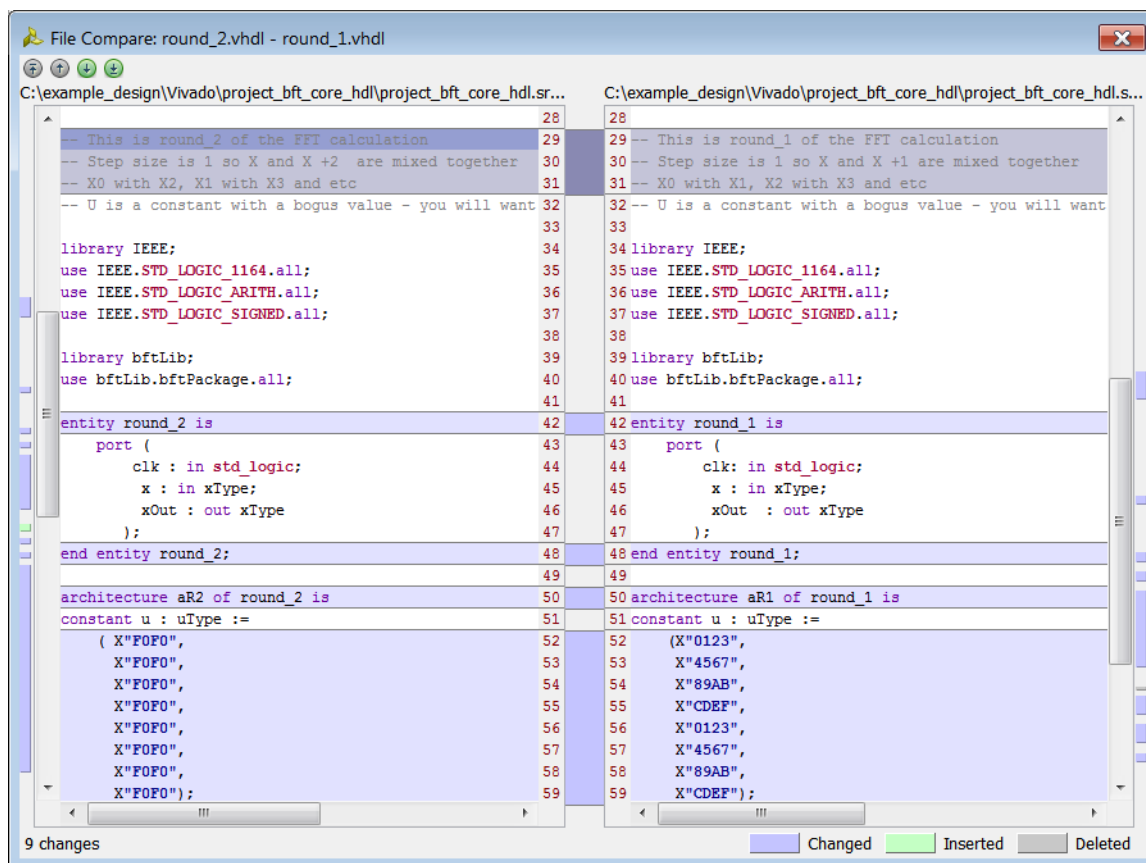 File Compare: round_2.vhdl - round_1.vhdl
C:\example_design\Vivado\project_bft_core_hdl\project_bft_core_hdl.sr...
28
-- This is round_2 of the FFT calculation 29
-- Step size is 1 so X and X +2  are mixed together 30
-- X0 with X2, X1 with X3 and etc 31
-- U is a constant with a bogus value - you will want 32
33
library IEEE; 34
use IEEE.STD_LOGIC_1164.all; 35
use IEEE.STD_LOGIC_ARITH.all; 36
use IEEE.STD_LOGIC_SIGNED.all; 37
38
library bftLib; 39
use bftLib.bftPackage.all; 40
41
entity round_2 is 42
port ( 43
clk : in std_logic; 44
x : in xType; 45
xOut : out xType 46
); 47
end entity round_2; 48
49
architecture aR2 of round_2 is 50
constant u : uType := 51
( X"F0F0", 52
X"F0F0", 53
X"F0F0", 54
X"F0F0", 55
X"F0F0", 56
X"F0F0", 57
X"F0F0", 58
X"F0F0"); 59
C:\example_design\Vivado\project_bft_core_hdl\project_bft_core_hdl.s...
28
29 -- This is round_1 of the FFT calculation
30 -- Step size is 1 so X and X +1 are mixed together
31 -- X0 with X1, X2 with X3 and etc
32 -- U is a constant with a bogus value - you will want
33
34 library IEEE;
35 use IEEE.STD_LOGIC_1164.all;
36 use IEEE.STD_LOGIC_ARITH.all;
37 use IEEE.STD_LOGIC_SIGNED.all;
38
39 library bftLib;
40 use bftLib.bftPackage.all;
41
42 entity round_1 is
43 port (
44 clk: in std_logic;
45 x : in xType;
46 xOut  : out xType
47 );
48 end entity round_1;
49
50 architecture aR1 of round_1 is
51 constant u : uType :=
52 (X"0123",
53 X"4567",
54 X"89AB",
55 X"CDEF",
56 X"0123",
57 X"4567",
58 X"89AB",
59 X"CDEF");
9 changes
Changed
Inserted
Deleted